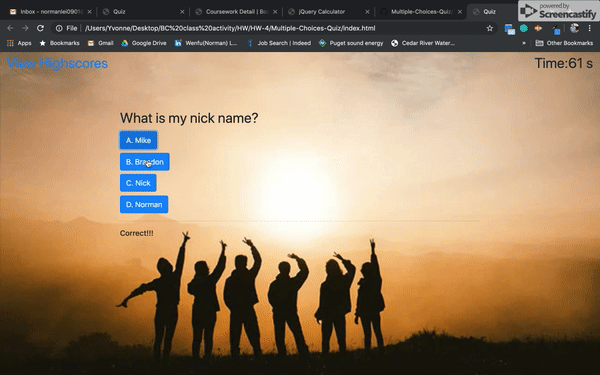 Inbox - normanlei0901
Quiz
Coursework Detail | Bo
jQuery Calculator
Multiple-Choices-Quiz
Quiz
powered by
Screencastify
File | /Users/Yvonne/Desktop/BC%20class%20activity/HW/HW-4/Multiple-Choices-Quiz/index.html
Apps
Bookmarks
Gmail
Google Drive
Wenfu(Norman) L
Job Search | Indeed
Puget sound energy
Cedar River Water
Other Bookmarks
View Highscores
Time:61 s
What is my nick name?
A. Mike
B. Brandon
C. Nick
D. Norman
Correct!!!